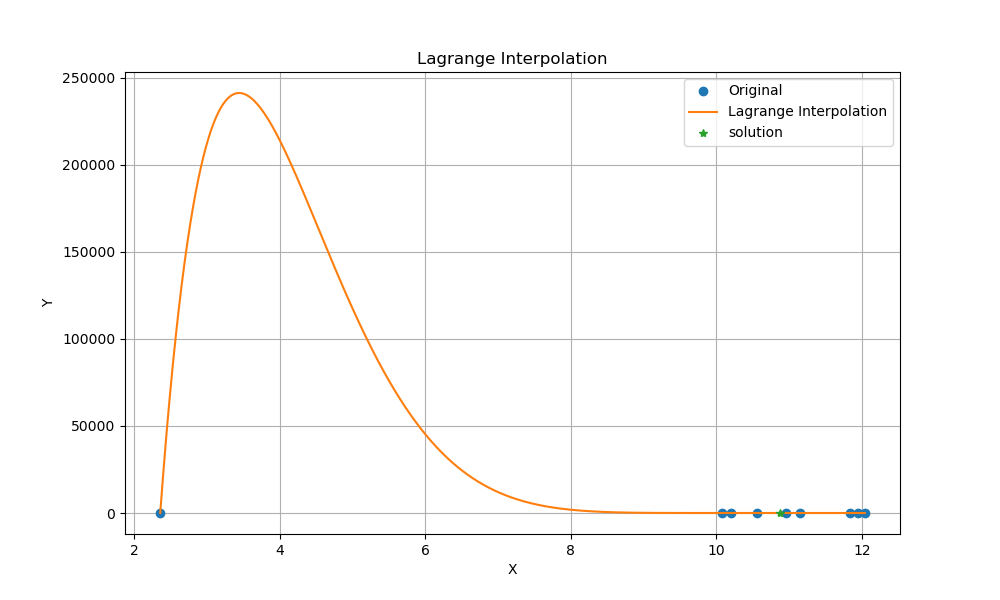 Lagrange Interpolation
Original
Lagrange Interpolation
solution
250000
200000
150000
100000
50000
0
Y
2 4 6 8 10 12
X